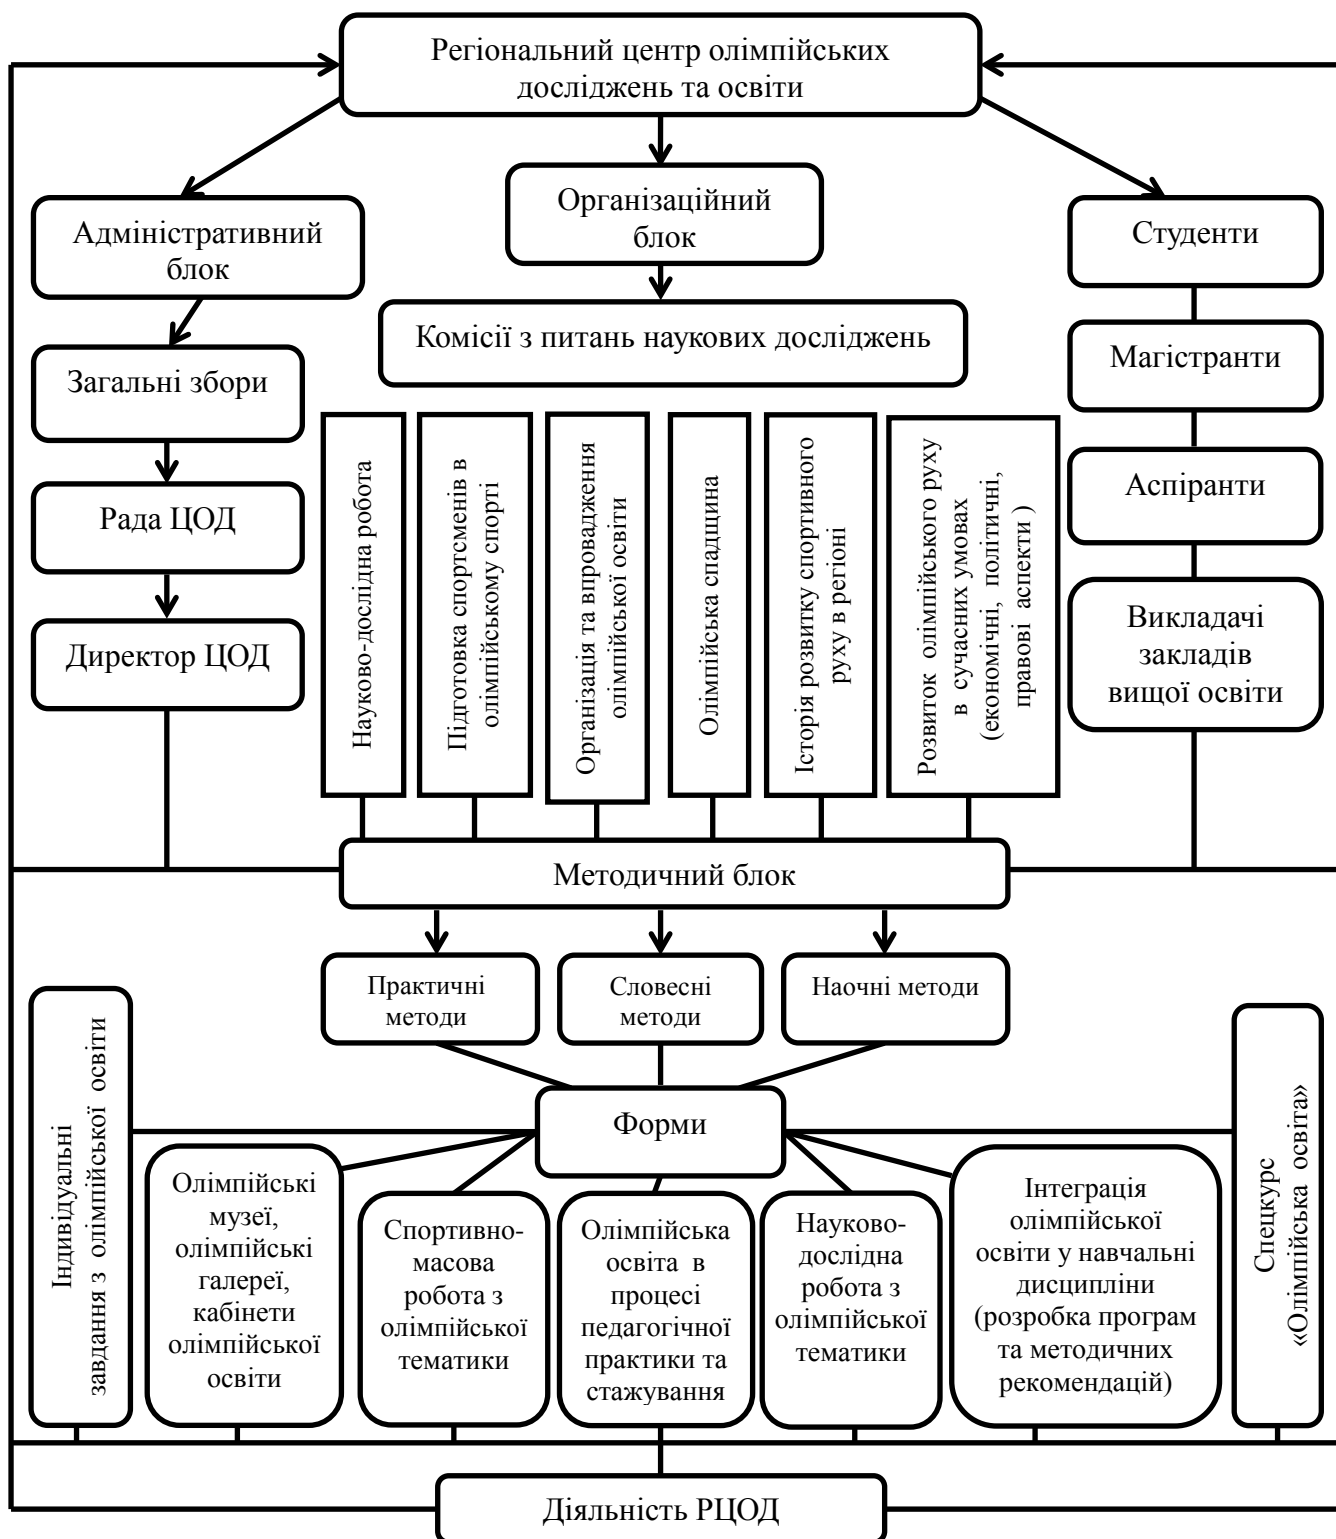 Регіональний центр олімпійських
досліджень та освіти
Адміністративний
блок
Організаційний
блок
Студенти
Комісії з питань наукових досліджень
Загальні збори
Магістранти
Рада ЦОД
Аспіранти
Директор ЦОД
Викладачі
закладів
вищої освіти
Науково-дослідна робота
Підготовка спортсменів в
олімпійському спорті
Організація та впровадження
олімпійської освіти
Олімпійська спадщина
Історія розвитку спортивного
руху в регіоні
Розвиток олімпійського руху
в сучасних умовах
(економічні, політичні,
правові аспекти )
Методичний блок
Практичні
методи
Словесні
методи
Наочні методи
Форми
Індивідуальні
завдання з олімпійської освіти
Олімпійські
музеї,
олімпійські
галереї,
кабінети
олімпійської
освіти
Спортивно-
масова
робота з
олімпійської
тематики
Олімпійська
освіта в
процесі
педагогічної
практики та
стажування
Науково-
дослідна
робота з
олімпійської
тематики
Інтеграція
олімпійської
освіти у навчальні
дисципліни
(розробка програм
та методичних
рекомендацій)
Спецкурс
«Олімпійська освіта»
Діяльність РЦОД